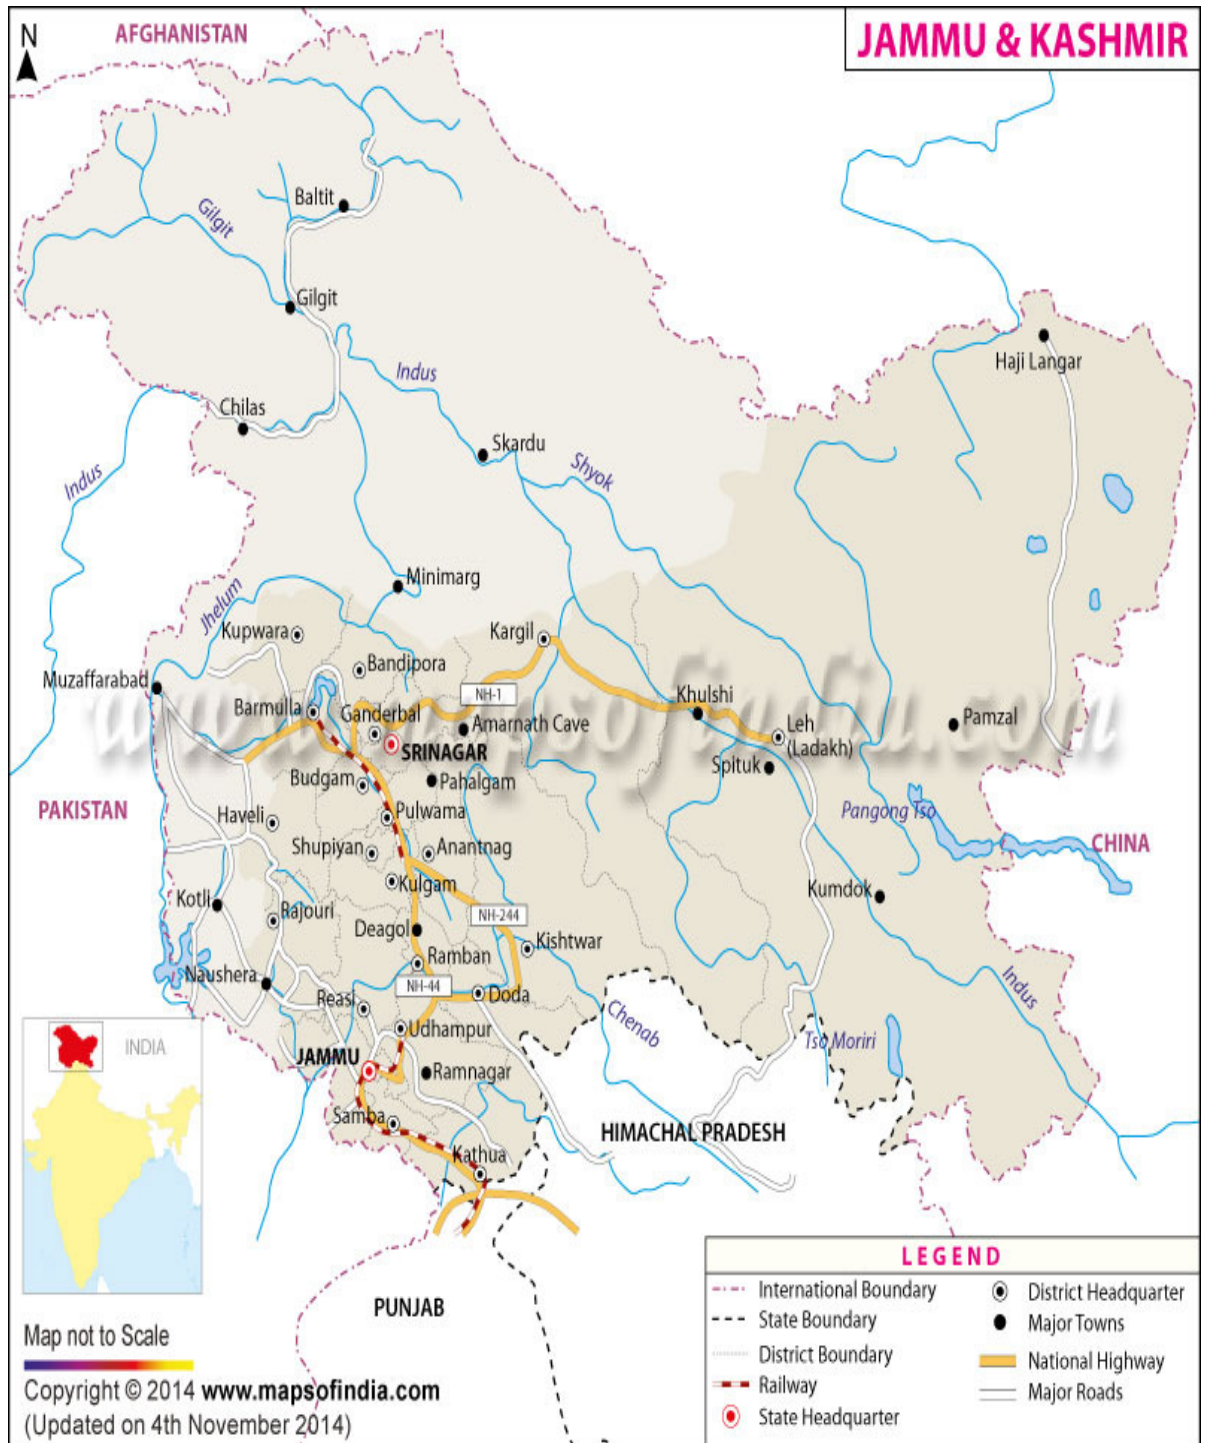 JAMMU & KASHMIR
N
AFGHANISTAN
Baltit
Gilgit
Gilgit
Haji Langar
Indus
Chilas
Skardu
Indus
Shyok
Minimarg
Jhelum
Kupwara
Kargil
Bandipora
Muzaffarabad
NH-1
Khulshi
Barmulla
Ganderbal
Amarnath Cave
Leh
(Ladakh)
Pamzal
www.mapsofindia.com
SRINAGAR
Spituk
Budgam
Pahalgam
PAKISTAN
Haveli
Pulwama
Pangong Tso
CHINA
Shupiyan
Anantnag
Kulgam
Kumdok
Kotli
Rajouri
NH-244
Deagol
Kishtwar
Ramban
Naushera
NH-44
Doda
Indus
Reasi
Chenab
Udhampur
Tso Moriri
INDIA
JAMMU
Ramnagar
Samba
HIMACHAL PRADESH
Kathua
PUNJAB
LEGEND
International Boundary
State Boundary
District Boundary
Railway
State Headquarter
District Headquarter
Major Towns
National Highway
Major Roads
Map not to Scale
Copyright © 2014 www.mapsofindia.com
(Updated on 4th November 2014)